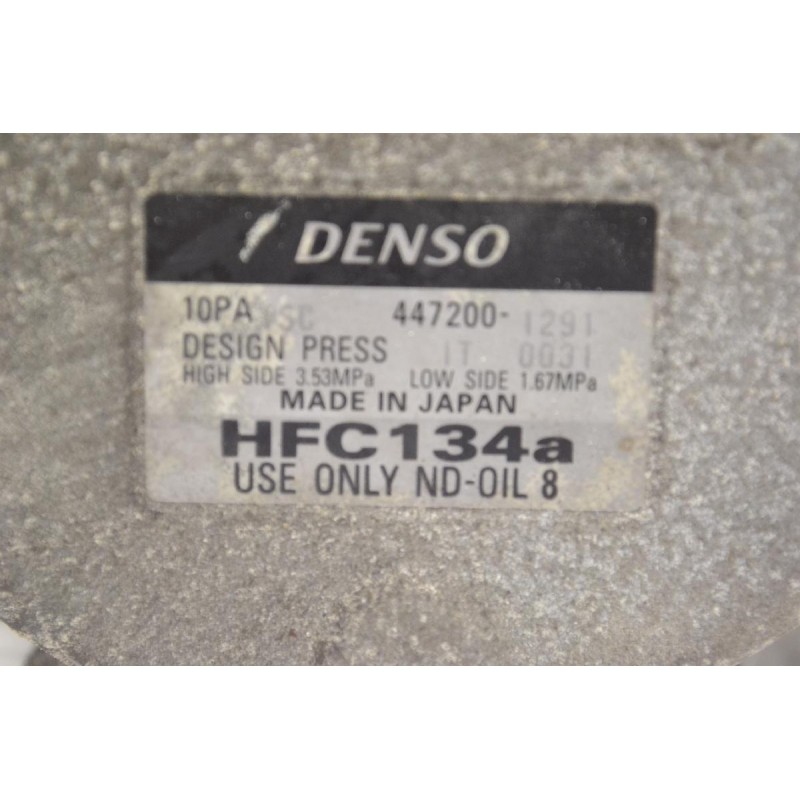 DENSO
10PA 447200-1291
DESIGN PRESS 0031
HIGH SIDE 3.53MPa LOW SIDE 1.67MPa
MADE IN JAPAN
HFC134a
USE ONLY ND-OIL 8